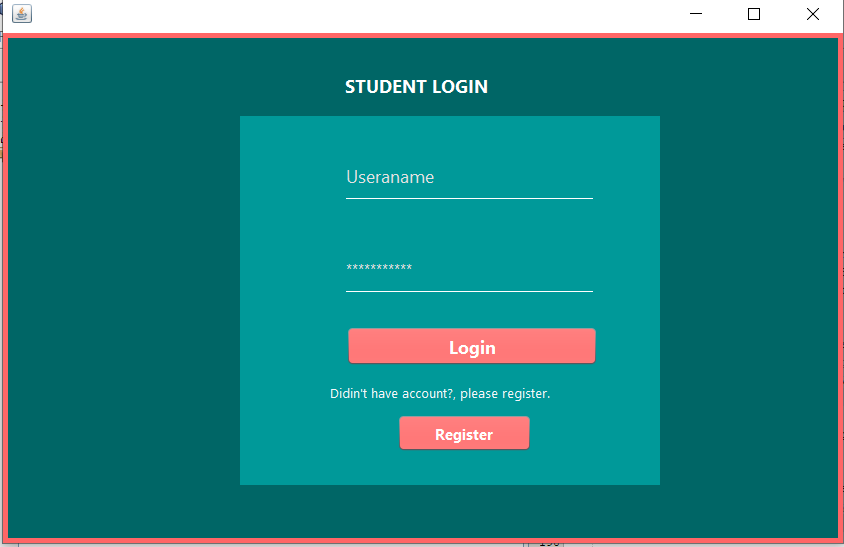 STUDENT LOGIN
Useraname
***********
Login
Didin't have account?, please register.
Register